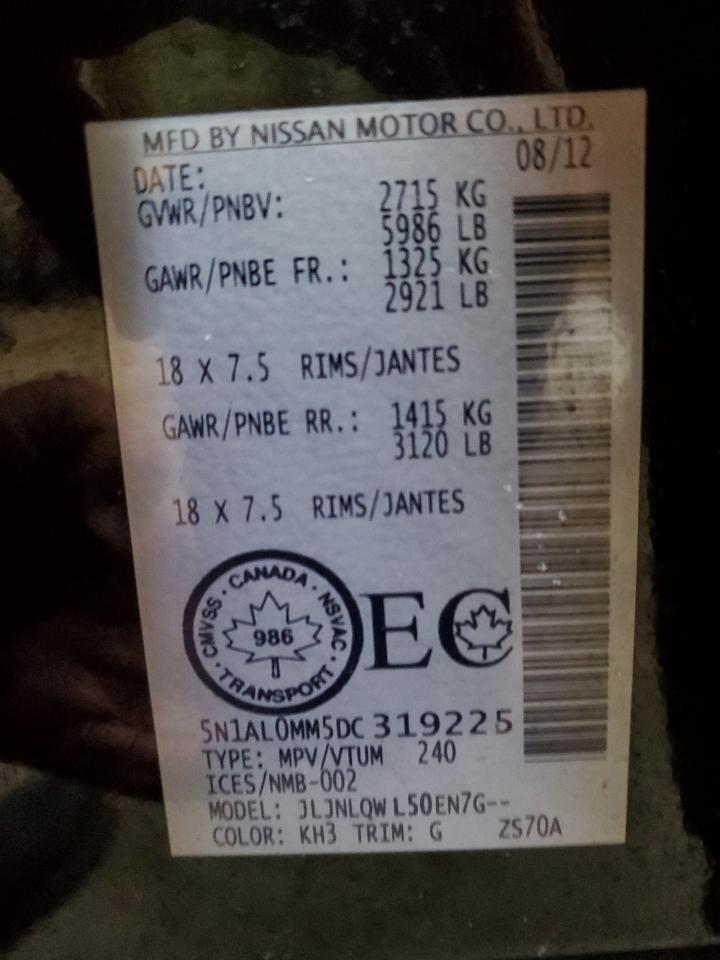 MFD BY NISSAN MOTOR CO., LTD.
DATE: 08/12
GVWR/PNBV: 2715 KG
5986 LB
GAWR/PNBE FR.: 1325 KG
2921 LB
18 X 7.5 RIMS/JANTES
GAWR/PNBE RR.: 1415 KG
3120 LB
18 X 7.5 RIMS/JANTES
CANADA · NSVAC · TRANSPORT · CMVSS ·
986
EC
5N1AL0MM5DC319225
TYPE: MPV/VTUM 240
ICES/NMB-002
MODEL: JLJNLQWL50EN7G--
COLOR: KH3 TRIM: G ZS70A